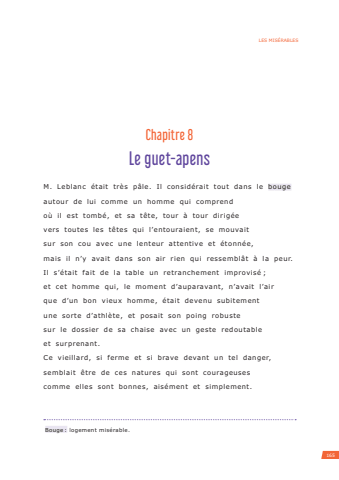 LES MISÉRABLES
Chapitre 8
Le guet-apens
M. Leblanc était très pâle. Il considérait tout dans le bouge
autour de lui comme un homme qui comprend
où il est tombé, et sa tête, tour à tour dirigée
vers toutes les têtes qui l'entouraient, se mouvait
sur son cou avec une lenteur attentive et étonnée,
mais il n'y avait dans son air rien qui ressemblât à la peur.
Il s'était fait de la table un retranchement improvisé ;
et cet homme qui, le moment d'auparavant, n'avait l'air
que d'un bon vieux homme, était devenu subitement
une sorte d'athlète, et posait son poing robuste
sur le dossier de sa chaise avec un geste redoutable
et surprenant.
Ce vieillard, si ferme et si brave devant un tel danger,
semblait être de ces natures qui sont courageuses
comme elles sont bonnes, aisément et simplement.
Bouge : logement misérable.